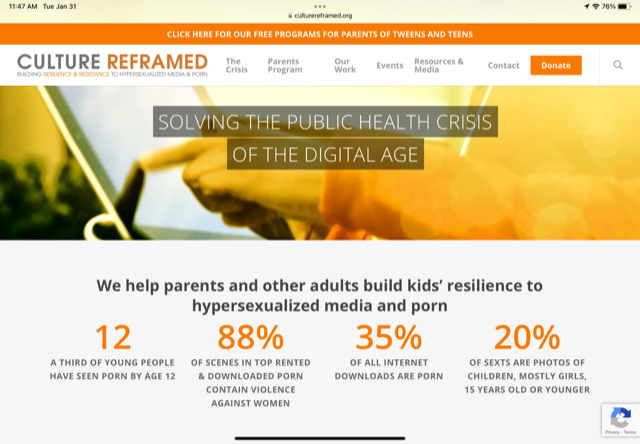 11:47 AM Tue Jan 31
76%
culturereframed.org
CLICK HERE FOR OUR FREE PROGRAMS FOR PARENTS OF TWEENS AND TEENS
CULTURE REFRAMED
BUILDING RESILIENCE & RESISTANCE TO HYPERSEXUALIZED MEDIA & PORN
The Crisis
Parents Program
Our Work
Events
Resources & Media
Contact
Donate
SOLVING THE PUBLIC HEALTH CRISIS
OF THE DIGITAL AGE
We help parents and other adults build kids’ resilience to
hypersexualized media and porn
12
A THIRD OF YOUNG PEOPLE
HAVE SEEN PORN BY AGE 12
88%
OF SCENES IN TOP RENTED
& DOWNLOADED PORN
CONTAIN VIOLENCE
AGAINST WOMEN
35%
OF ALL INTERNET
DOWNLOADS ARE PORN
20%
OF SEXTS ARE PHOTOS OF
CHILDREN, MOSTLY GIRLS,
15 YEARS OLD OR YOUNGER
Privacy - Terms